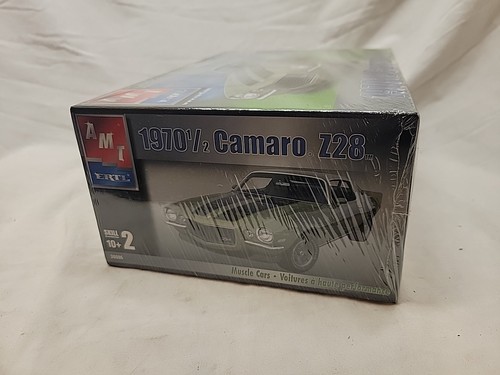 AMT
ERTL
1970½ Camaro Z28
SKILL
2
10+
Muscle Cars • Voitures a haute performance